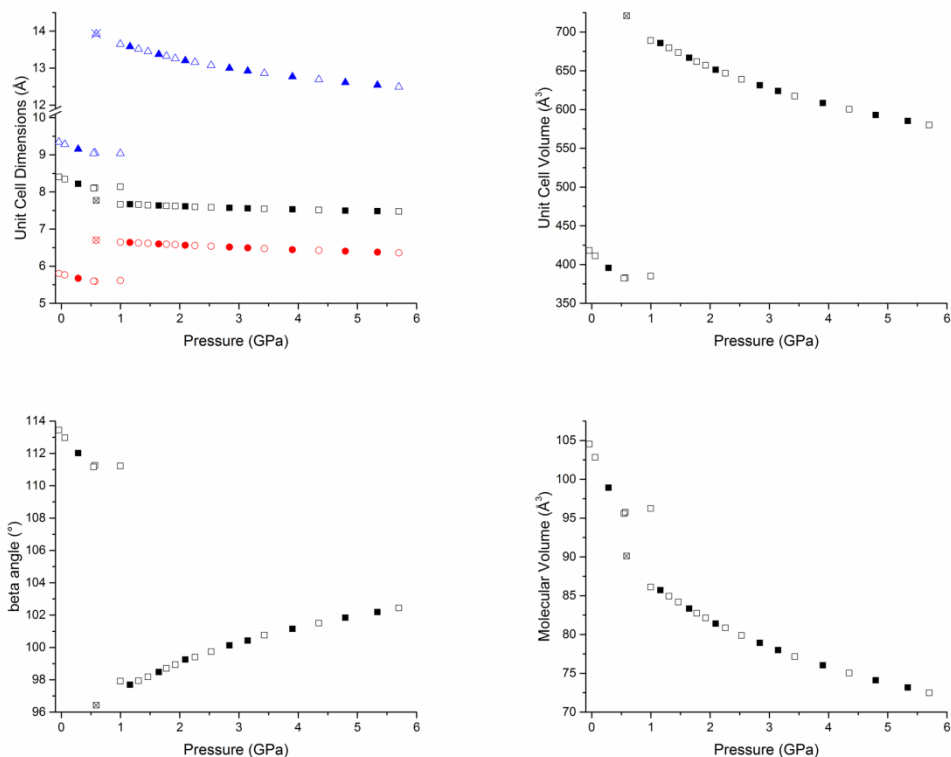 Unit Cell Dimensions (Å)
14
13
12
10
9
8
7
6
5
0 1 2 3 4 5 6
Pressure (GPa)
Unit Cell Volume (Å³)
700
650
600
550
500
450
400
350
0 1 2 3 4 5 6
Pressure (GPa)
beta angle (°)
114
112
110
108
106
104
102
100
98
96
0 1 2 3 4 5 6
Pressure (GPa)
Molecular Volume (Å³)
105
100
95
90
85
80
75
70
0 1 2 3 4 5 6
Pressure (GPa)